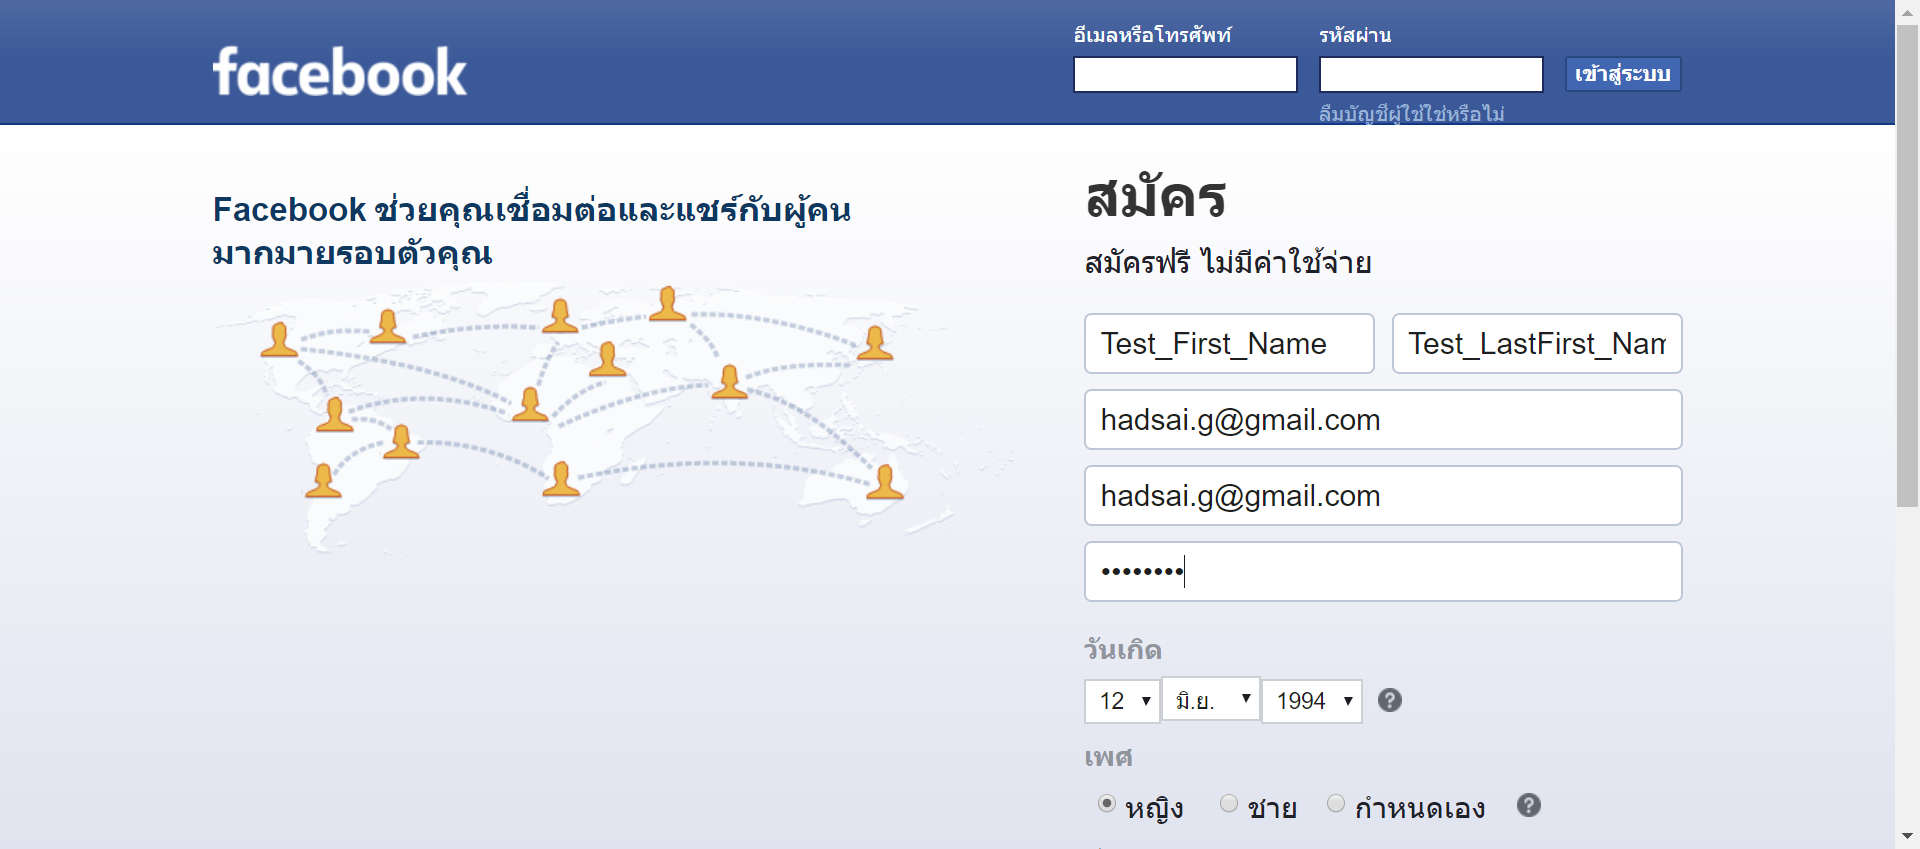 facebook
อีเมลหรือโทรศัพท์
รหัสผ่าน
เข้าสู่ระบบ
ลืมบัญชีผู้ใช้ใช่หรือไม่
Facebook ช่วยคุณเชื่อมต่อและแชร์กับผู้คน
มากมายรอบตัวคุณ
สมัคร
สมัครฟรี ไม่มีค่าใช้จ่าย
Test_First_Name
Test_LastFirst_Nam
hadsai.g@gmail.com
hadsai.g@gmail.com
••••••••
วันเกิด
12 มิ.ย. 1994
เพศ
หญิง ชาย กำหนดเอง